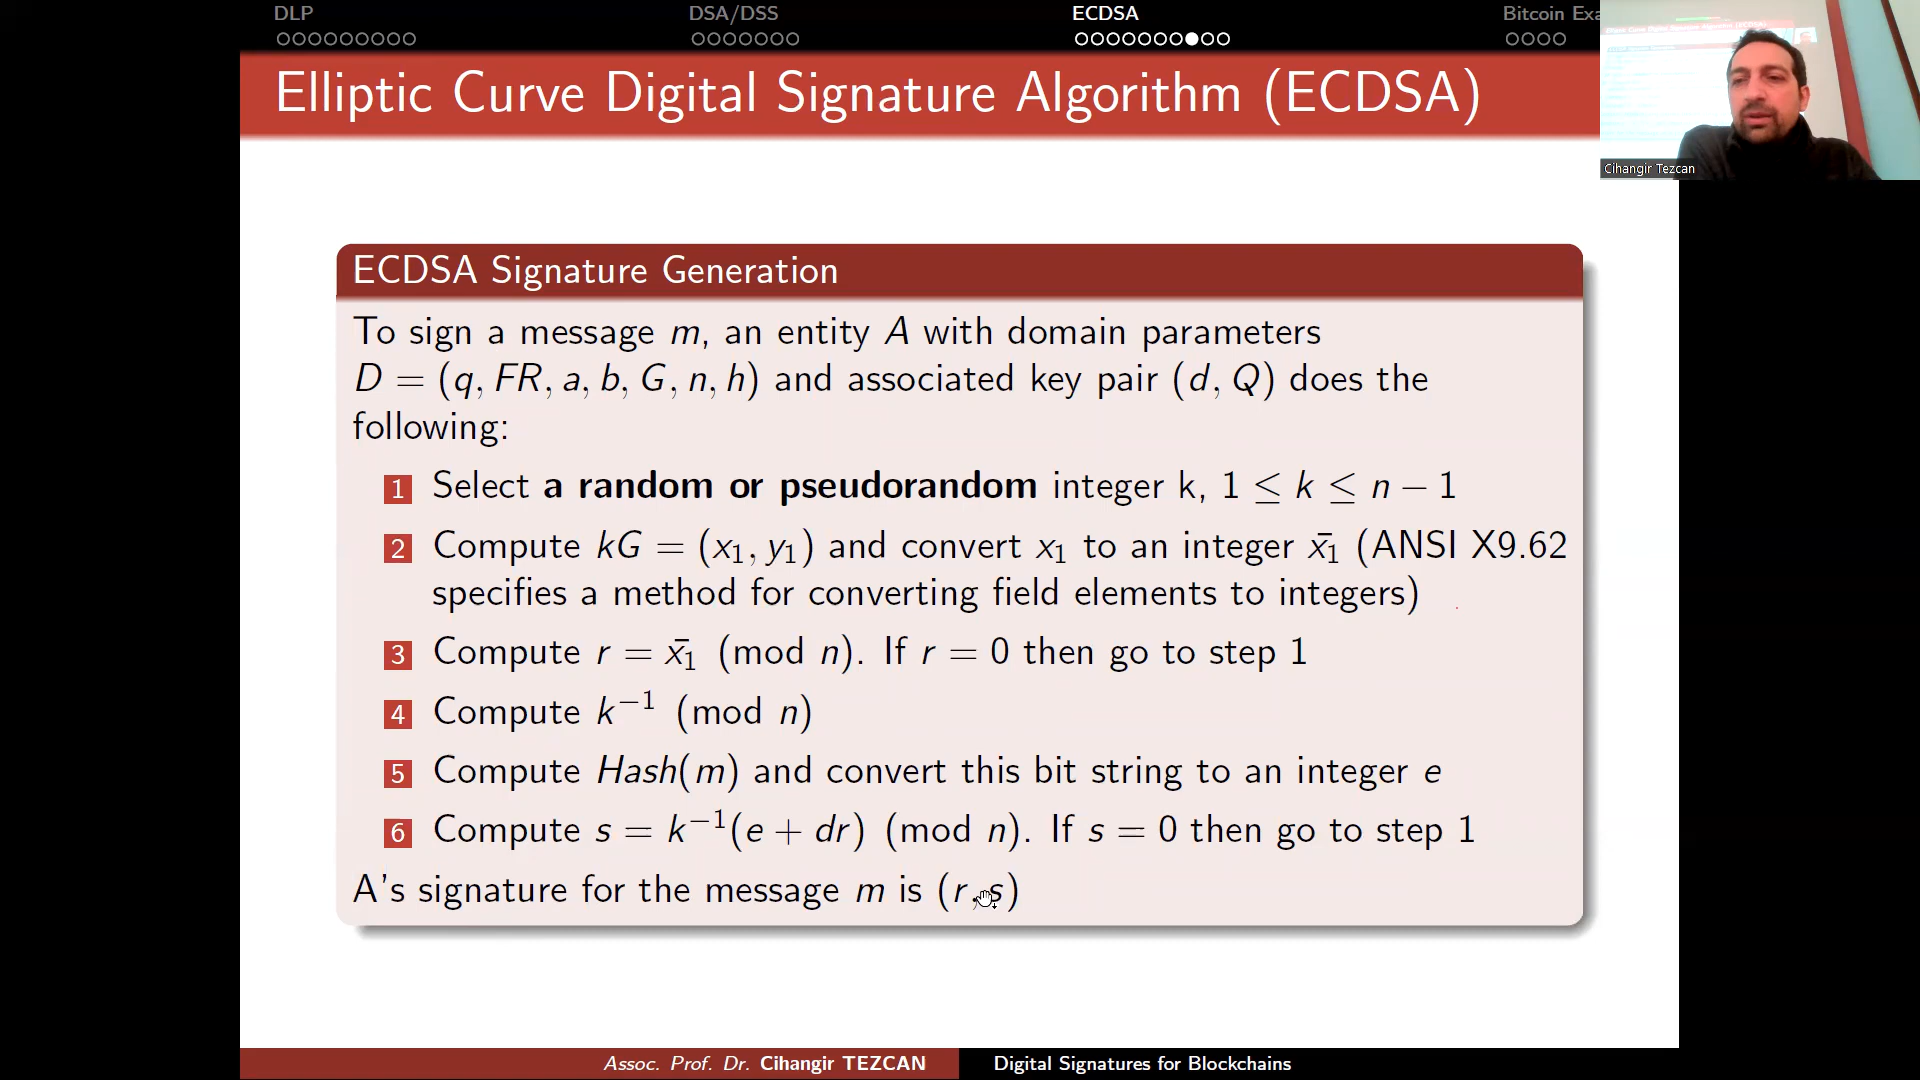 DLP
DSA/DSS
ECDSA
Bitcoin Exa
Elliptic Curve Digital Signature Algorithm (ECDSA)
Cihangir Tezcan
ECDSA Signature Generation
To sign a message m, an entity A with domain parameters
D = (q, FR, a, b, G, n, h) and associated key pair (d, Q) does the
following:
1 Select a random or pseudorandom integer k, 1 ≤ k ≤ n − 1
2 Compute kG = (x₁, y₁) and convert x₁ to an integer x̄₁ (ANSI X9.62
specifies a method for converting field elements to integers)
3 Compute r = x̄₁ (mod n). If r = 0 then go to step 1
4 Compute k⁻¹ (mod n)
5 Compute Hash(m) and convert this bit string to an integer e
6 Compute s = k⁻¹(e + dr) (mod n). If s = 0 then go to step 1
A's signature for the message m is (r, s)
Assoc. Prof. Dr. Cihangir TEZCAN
Digital Signatures for Blockchains